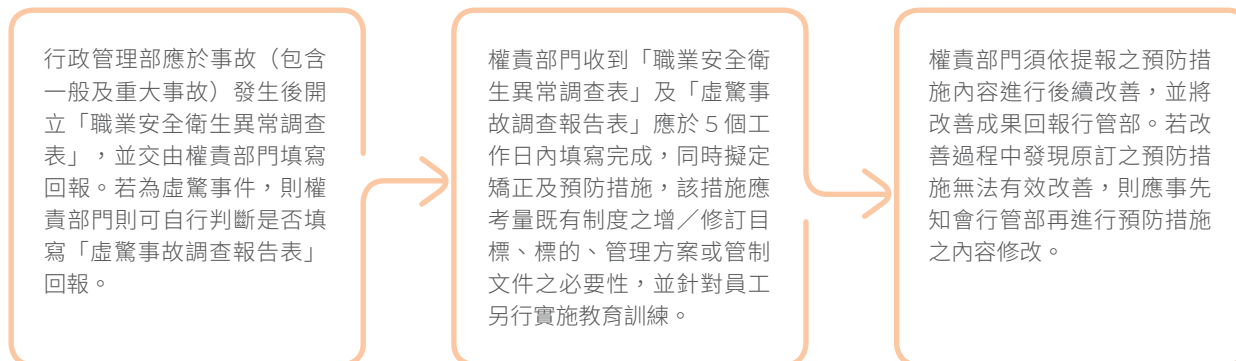 行政管理部應於事故（包含
一般及重大事故）發生後開
立「職業安全衛生異常調查
表」，並交由權責部門填寫
回報。若為虛驚事件，則權
責部門則可自行判斷是否填
寫「虛驚事故調查報告表」
回報。
權責部門收到「職業安全衛
生異常調查表」及「虛驚事
故調查報告表」應於 5 個工
作日內填寫完成，同時擬定
矯正及預防措施，該措施應
考量既有制度之增／修訂目
標、標的、管理方案或管制
文件之必要性，並針對員工
另行實施教育訓練。
權責部門須依提報之預防措
施內容進行後續改善，並將
改善成果回報行管部。若改
善過程中發現原訂之預防措
施無法有效改善，則應事先
知會行管部再進行預防措施
之內容修改。